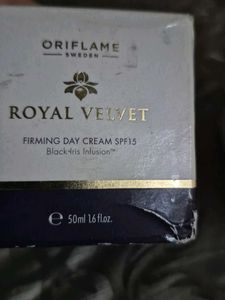 ORIFLAME
SWEDEN
ROYAL VELVET
FIRMING DAY CREAM SPF15
Black Iris Infusion™
℮ 50ml 1.6 fl.oz.